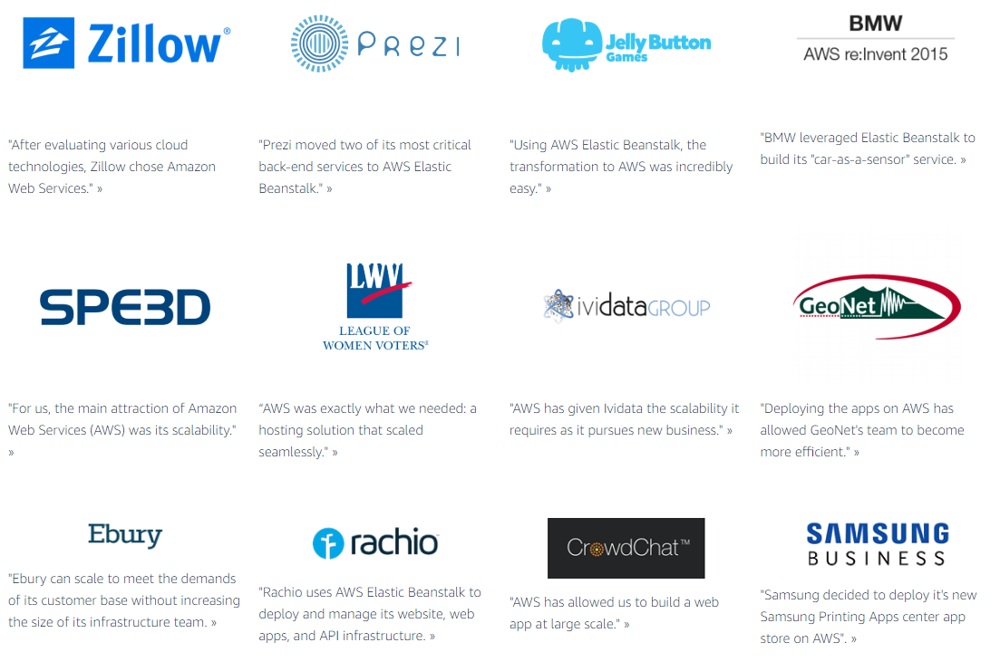 Zillow®
PREZI
Jelly Button
Games
BMW
AWS re:Invent 2015
"After evaluating various cloud
technologies, Zillow chose Amazon
Web Services." »
"Prezi moved two of its most critical
back-end services to AWS Elastic
Beanstalk." »
"Using AWS Elastic Beanstalk, the
transformation to AWS was incredibly
easy." »
"BMW leveraged Elastic Beanstalk to
build its "car-as-a-sensor" service. »
SPE3D
LWV
LEAGUE OF
WOMEN VOTERS®
ividataGROUP
GeoNet
"For us, the main attraction of Amazon
Web Services (AWS) was its scalability."
»
“AWS was exactly what we needed: a
hosting solution that scaled
seamlessly." »
"AWS has given Ividata the scalability it
requires as it pursues new business." »
"Deploying the apps on AWS has
allowed GeoNet's team to become
more efficient." »
Ebury
rachio™
CrowdChat™
SAMSUNG
BUSINESS
"Ebury can scale to meet the demands
of its customer base without increasing
the size of its infrastructure team. »
"Rachio uses AWS Elastic Beanstalk to
deploy and manage its website, web
apps, and API infrastructure. »
"AWS has allowed us to build a web
app at large scale." »
"Samsung decided to deploy it's new
Samsung Printing Apps center app
store on AWS". »